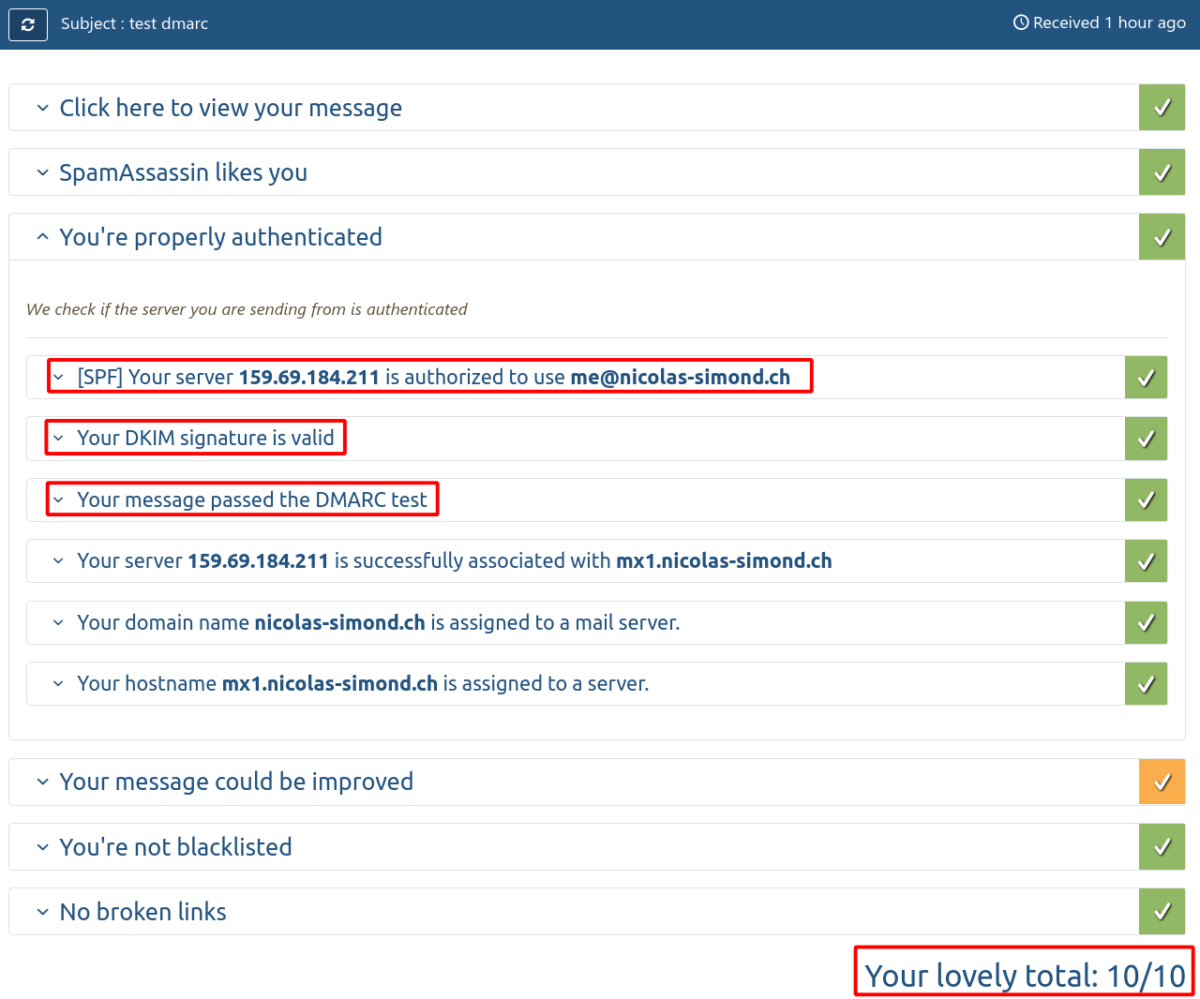 Subject : test dmarc
Received 1 hour ago
Click here to view your message
SpamAssassin likes you
You're properly authenticated
We check if the server you are sending from is authenticated
[SPF] Your server 159.69.184.211 is authorized to use me@nicolas-simond.ch
Your DKIM signature is valid
Your message passed the DMARC test
Your server 159.69.184.211 is successfully associated with mx1.nicolas-simond.ch
Your domain name nicolas-simond.ch is assigned to a mail server.
Your hostname mx1.nicolas-simond.ch is assigned to a server.
Your message could be improved
You're not blacklisted
No broken links
Your lovely total: 10/10